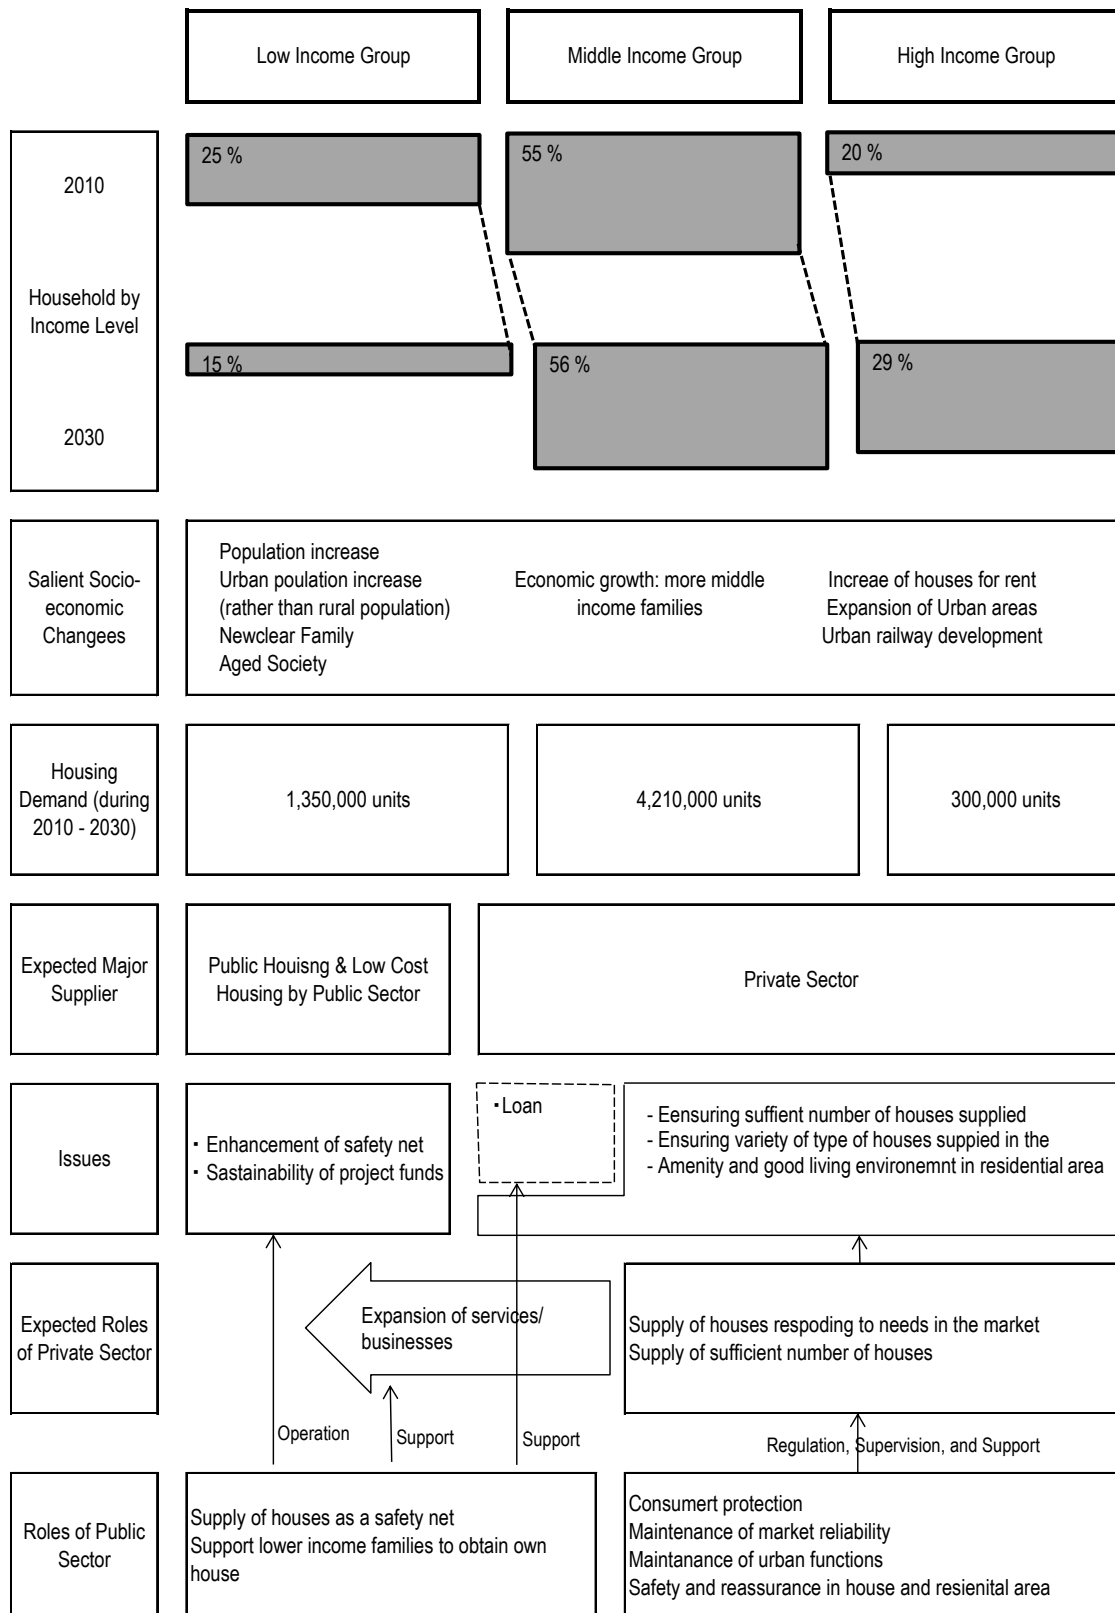 Low Income Group
Middle Income Group
High Income Group
2010
Household by
Income Level
2030
25 %
55 %
20 %
15 %
56 %
29 %
Salient Socio-
economic
Changees
Population increase
Urban poulation increase
(rather than rural population)
Newclear Family
Aged Society
Economic growth: more middle
income families
Increae of houses for rent
Expansion of Urban areas
Urban railway development
Housing
Demand (during
2010 - 2030)
1,350,000 units
4,210,000 units
300,000 units
Expected Major
Supplier
Public Houisng & Low Cost
Housing by Public Sector
Private Sector
Issues
・ Enhancement of safety net
・ Sastainability of project funds
・Loan
- Eensuring suffient number of houses supplied
- Ensuring variety of type of houses suppied in the
- Amenity and good living environemnt in residential area
Expected Roles
of Private Sector
Expansion of services/
businesses
Supply of houses respoding to needs in the market
Supply of sufficient number of houses
Operation
Support
Support
Regulation, Supervision, and Support
Roles of Public
Sector
Supply of houses as a safety net
Support lower income families to obtain own
house
Consumert protection
Maintenance of market reliability
Maintanance of urban functions
Safety and reassurance in house and resienital area